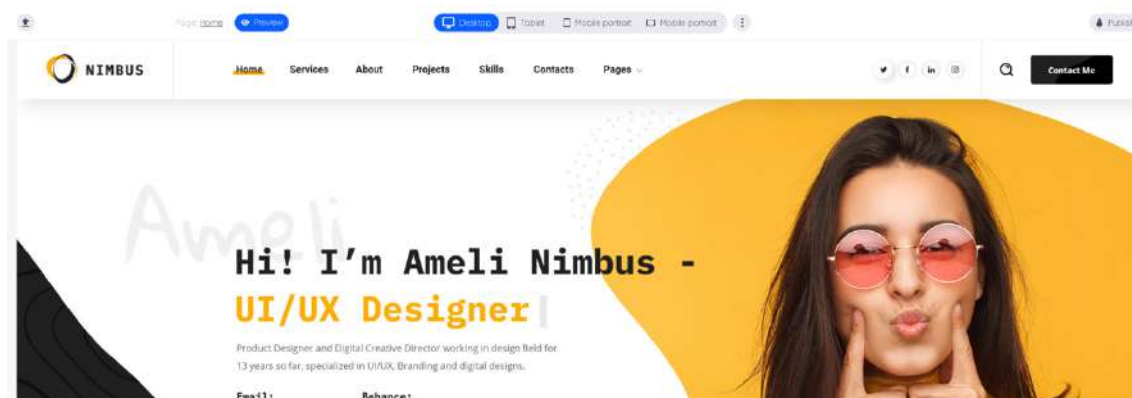 Page: Home Preview Desktop Tablet Mobile portrait Mobile portrait Publish
NIMBUS Home Services About Projects Skills Contacts Pages Contact Me
Ameli
Hi! I’m Ameli Nimbus -
UI/UX Designer
Product Designer and Digital Creative Director working in design field for
13 years so far, specialized in UI/UX, Branding and digital designs.
Email: Behance: